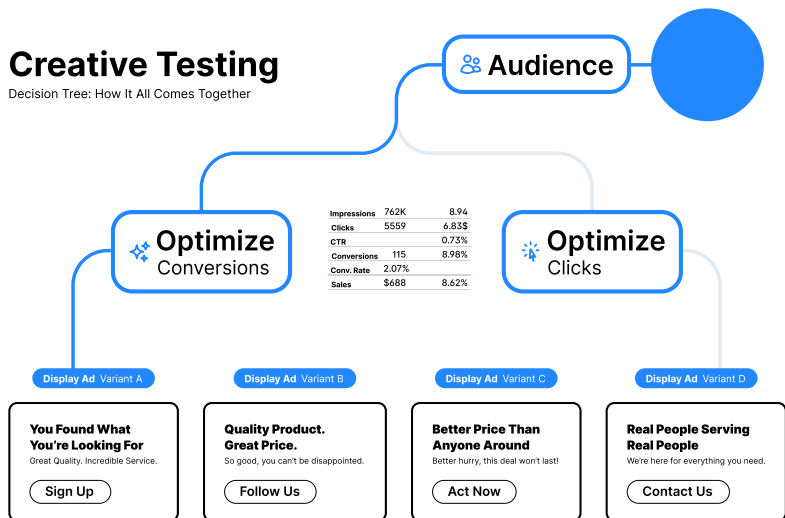 Creative Testing
Decision Tree: How It All Comes Together
Audience
Optimize
Conversions
Impressions 762K 8.94
Clicks 5559 6.83$
CTR 0.73%
Conversions 115 8.98%
Conv. Rate 2.07%
Sales $688 8.62%
Optimize
Clicks
Display Ad Variant A
You Found What
You’re Looking For
Great Quality. Incredible Service.
Sign Up
Display Ad Variant B
Quality Product.
Great Price.
So good, you can’t be disappointed.
Follow Us
Display Ad Variant C
Better Price Than
Anyone Around
Better hurry, this deal won’t last!
Act Now
Display Ad Variant D
Real People Serving
Real People
We’re here for everything you need.
Contact Us